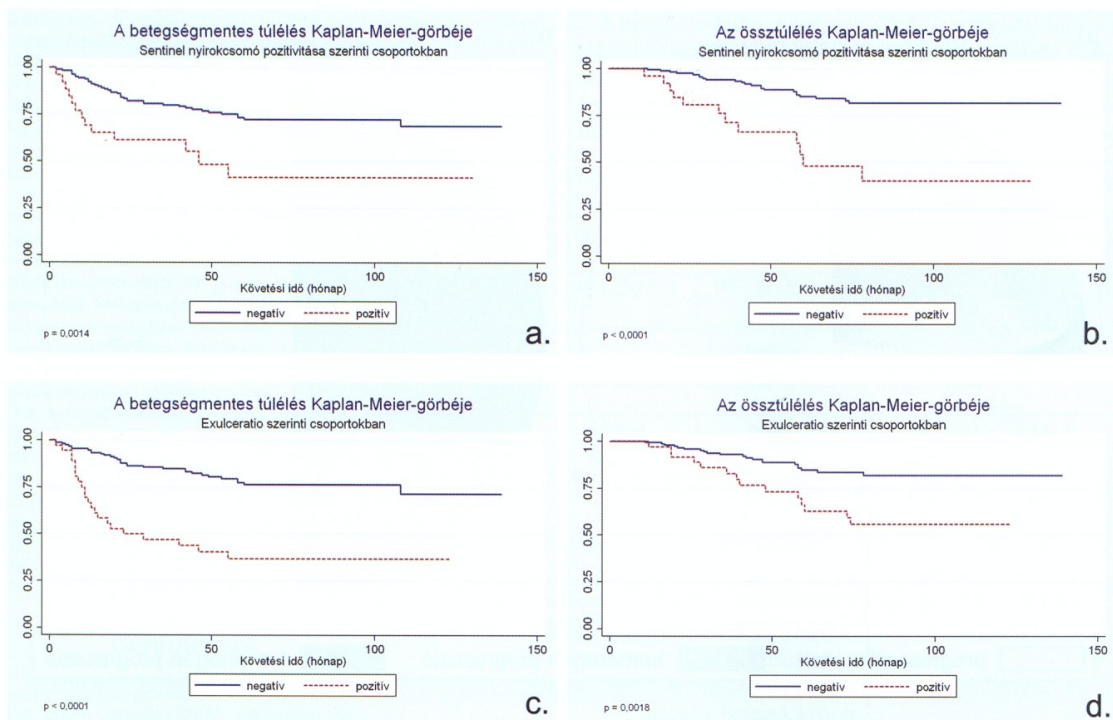 A betegségmentes túlélés Kaplan-Meier-görbéje
Sentinel nyirokcsomó pozitivitása szerinti csoportokban
1.00
0.75
0.50
0.25
0.00
0 50 100 150
Követési idő (hónap)
negatív pozitív
p = 0,0014
a.
Az össztúlélés Kaplan-Meier-görbéje
Sentinel nyirokcsomó pozitivitása szerinti csoportokban
1.00
0.75
0.50
0.25
0.00
0 50 100 150
Követési idő (hónap)
negatív pozitív
p < 0,0001
b.
A betegségmentes túlélés Kaplan-Meier-görbéje
Exulceratio szerinti csoportokban
1.00
0.75
0.50
0.25
0.00
0 50 100 150
Követési idő (hónap)
negatív pozitív
p < 0,0001
c.
Az össztúlélés Kaplan-Meier-görbéje
Exulceratio szerinti csoportokban
1.00
0.75
0.50
0.25
0.00
0 50 100 150
Követési idő (hónap)
negatív pozitív
p = 0,0018
d.